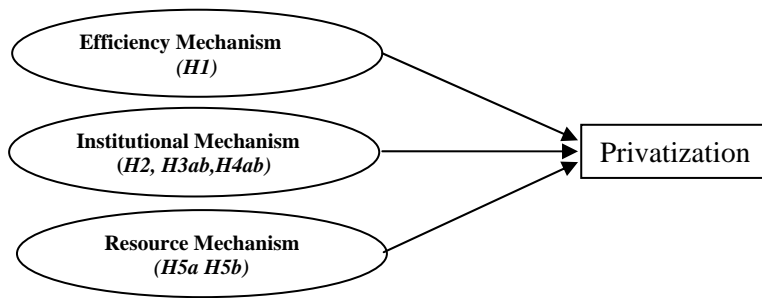 Efficiency Mechanism
(H1)
Institutional Mechanism
(H2, H3ab,H4ab)
Privatization
Resource Mechanism
(H5a H5b)